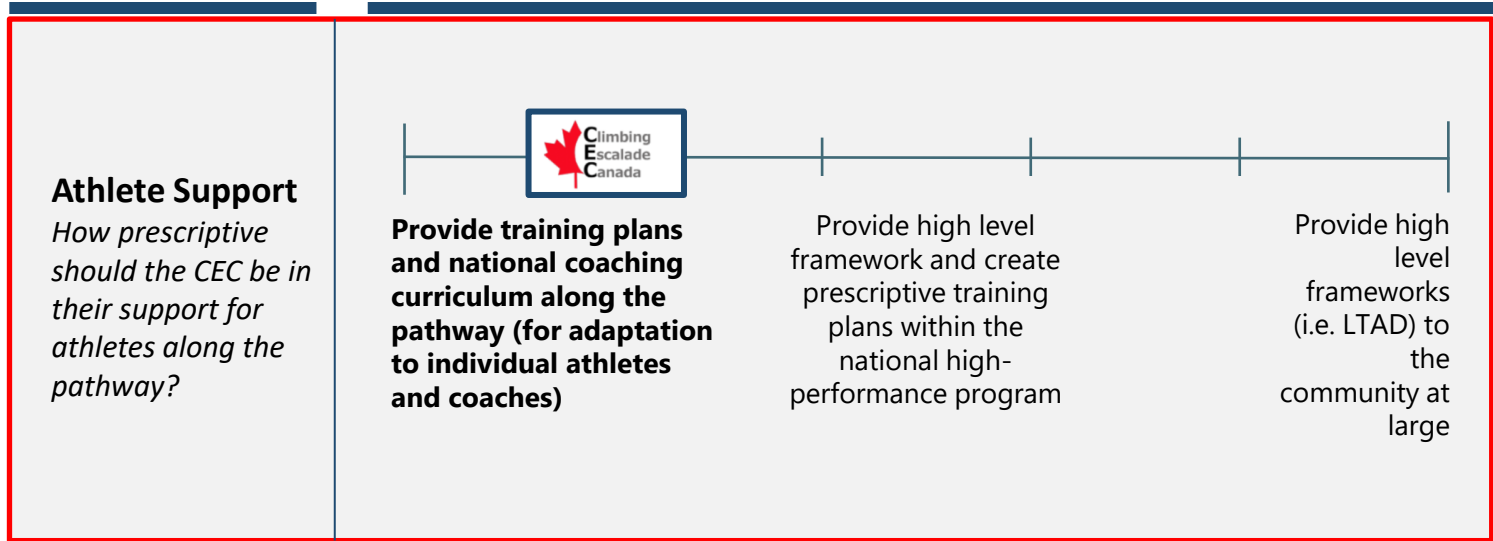 Athlete Support
How prescriptive
should the CEC be in
their support for
athletes along the
pathway?
Climbing
Escalade
Canada
Provide training plans
and national coaching
curriculum along the
pathway (for adaptation
to individual athletes
and coaches)
Provide high level
framework and create
prescriptive training
plans within the
national high-
performance program
Provide high
level
frameworks
(i.e. LTAD) to
the
community at
large